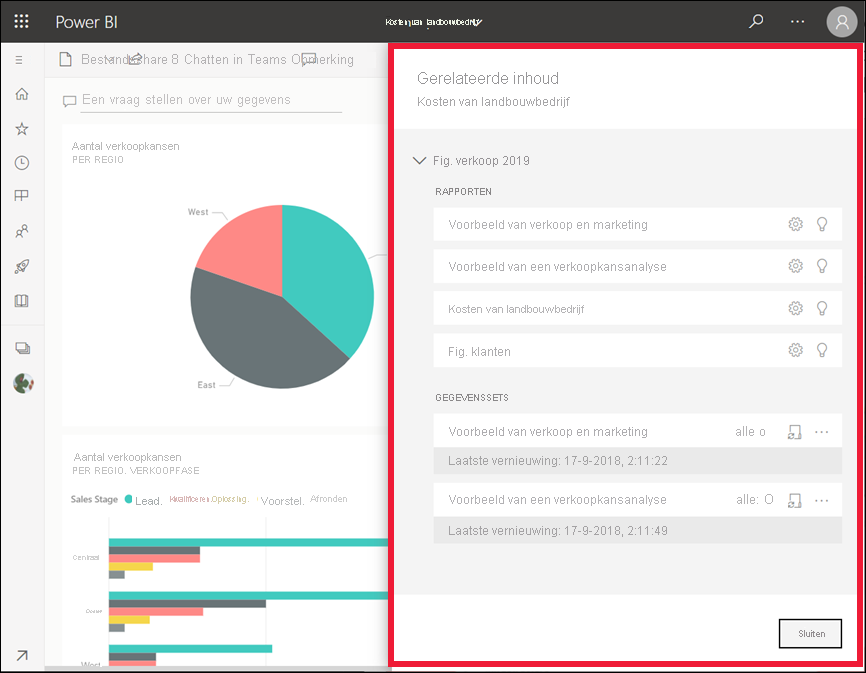 Power BI
Kosten van landbouwbedrijf
Bestand Share 8 Chatten in Teams Opmerking
Een vraag stellen over uw gegevens
Aantal verkoopkansen
PER REGIO
West
East
Aantal verkoopkansen
PER REGIO. VERKOOPFASE
Sales Stage Lead. Kwalificeren Oplossing. Voorstel. Afronden
Centraal
West
Gerelateerde inhoud
Kosten van landbouwbedrijf
Fig. verkoop 2019
RAPPORTEN
Voorbeeld van verkoop en marketing
Voorbeeld van een verkoopkansanalyse
Kosten van landbouwbedrijf
Fig. klanten
GEGEVENSSETS
Voorbeeld van verkoop en marketing alle o
Laatste vernieuwing: 17-9-2018, 2:11:22
Voorbeeld van een verkoopkansanalyse alle: O
Laatste vernieuwing: 17-9-2018, 2:11:49
Sluiten